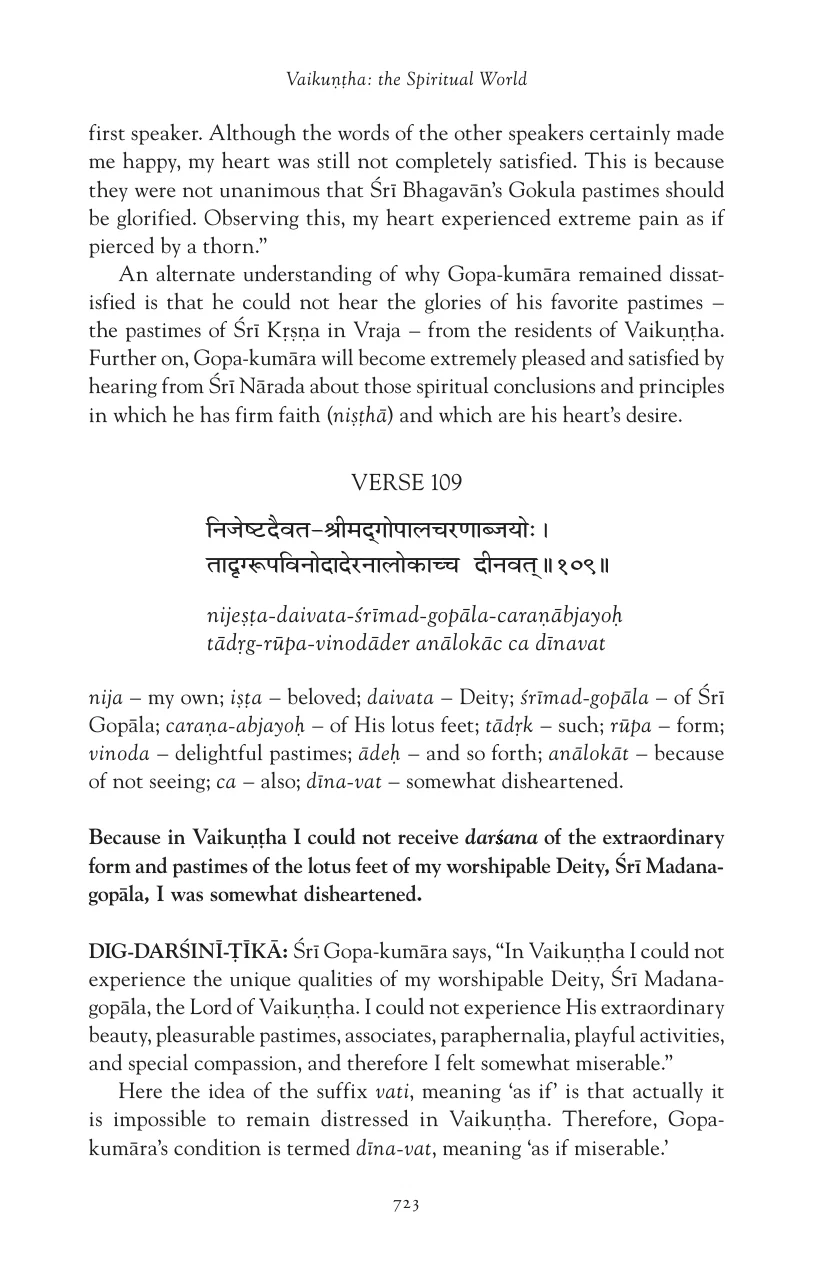 Vaikuṇṭha: the Spiritual World
first speaker. Although the words of the other speakers certainly made
me happy, my heart was still not completely satisfied. This is because
they were not unanimous that Śrī Bhagavān’s Gokula pastimes should
be glorified. Observing this, my heart experienced extreme pain as if
pierced by a thorn.”
An alternate understanding of why Gopa-kumāra remained dissat-
isfied is that he could not hear the glories of his favorite pastimes –
the pastimes of Śrī Kṛṣṇa in Vraja – from the residents of Vaikuṇṭha.
Further on, Gopa-kumāra will become extremely pleased and satisfied by
hearing from Śrī Nārada about those spiritual conclusions and principles
in which he has firm faith (niṣṭhā) and which are his heart’s desire.
VERSE 109
निजेष्टदैवत–श्रीमद्गोपालचरणाब्जयोः ।
तादृग्रूपविनोदादेरनालोकाच्च दीनवत् ॥ १०९॥
nijeṣṭa-daivata-śrīmad-gopāla-caraṇābjayoḥ
tādṛg-rūpa-vinodāder anālokāc ca dīnavat
nija – my own; iṣṭa – beloved; daivata – Deity; śrīmad-gopāla – of Śrī
Gopāla; caraṇa-abjayoḥ – of His lotus feet; tādṛk – such; rūpa – form;
vinoda – delightful pastimes; ādeḥ – and so forth; anālokāt – because
of not seeing; ca – also; dīna-vat – somewhat disheartened.
Because in Vaikuṇṭha I could not receive darśana of the extraordinary
form and pastimes of the lotus feet of my worshipable Deity, Śrī Madana-
gopāla, I was somewhat disheartened.
DIG-DARŚINĪ-ṬĪKĀ: Śrī Gopa-kumāra says, “In Vaikuṇṭha I could not
experience the unique qualities of my worshipable Deity, Śrī Madana-
gopāla, the Lord of Vaikuṇṭha. I could not experience His extraordinary
beauty, pleasurable pastimes, associates, paraphernalia, playful activities,
and special compassion, and therefore I felt somewhat miserable.”
Here the idea of the suffix vati, meaning ‘as if’ is that actually it
is impossible to remain distressed in Vaikuṇṭha. Therefore, Gopa-
kumāra’s condition is termed dīna-vat, meaning ‘as if miserable.’
723